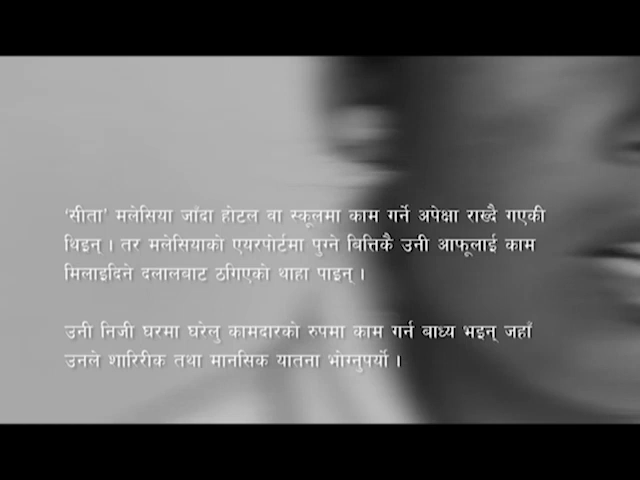 ‘सीता’ मलेसिया जाँदा होटल वा स्कूलमा काम गर्ने अपेक्षा राख्दै गएकी
थिइन् । तर मलेसियाको एयरपोर्टमा पुग्ने बित्तिकै उनी आफूलाई काम
मिलाइदिने दलालबाट ठगिएको थाहा पाइन् ।
उनी निजी घरमा घरेलु कामदारको रुपमा काम गर्न बाध्य भइन् जहाँ
उनले शारिरीक तथा मानसिक यातना भोग्नुपर्यो ।